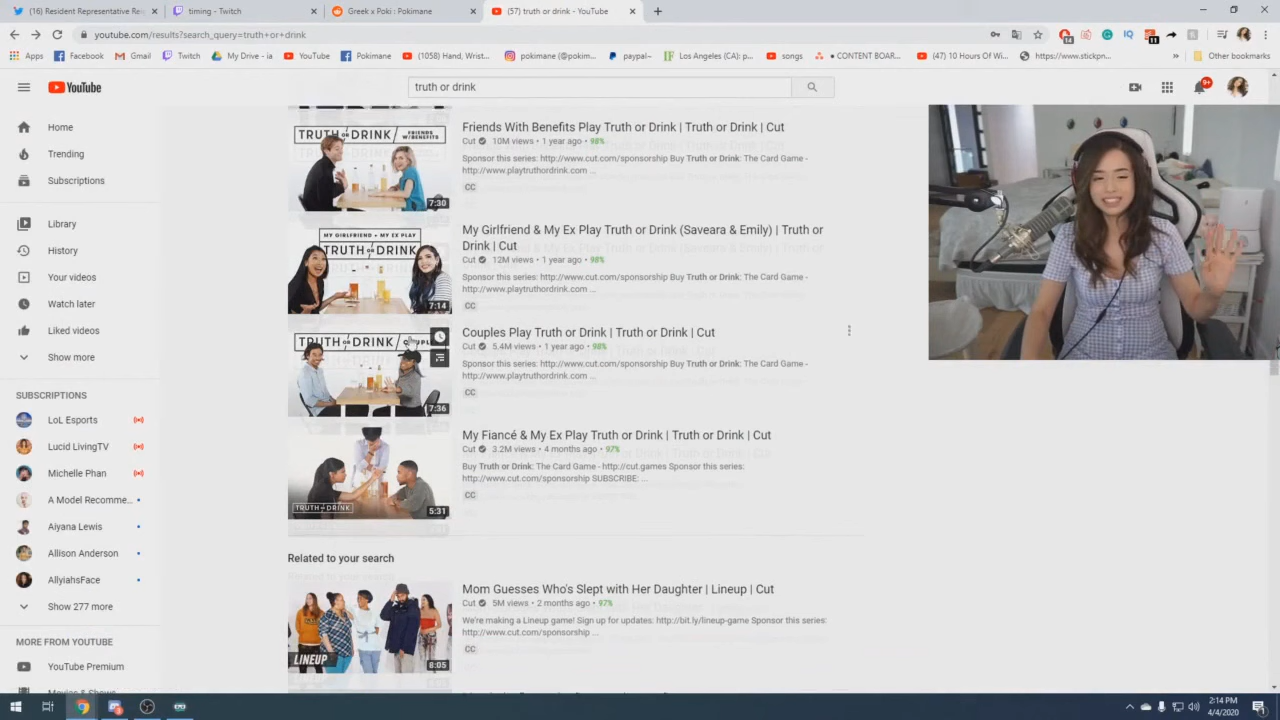 (16) Resident Representative Re
timing - Twitch
Greek x Poki : Pokimane
(57) truth or drink - YouTube
youtube.com/results?search_query=truth+or+drink
14
11
Apps
Facebook
Gmail
Twitch
My Drive - ia
YouTube
Pokimane
(1058) Hand, Wrist...
pokimane (@pokim...
paypal~
Los Angeles (CA): po...
songs
• CONTENT BOAR...
(47) 10 Hours Of Wi...
https://www.stickpn...
Other bookmarks
YouTube
truth or drink
9+
Home
Trending
Subscriptions
Library
History
Your videos
Watch later
Liked videos
Show more
SUBSCRIPTIONS
LoL Esports
Lucid LivingTV
Michelle Phan
A Model Recomme...
Aiyana Lewis
Allison Anderson
AllyiahsFace
Show 277 more
MORE FROM YOUTUBE
YouTube Premium
Movies & Shows
TRUTH OR DRINK / FRIENDS W/BENEFITS
7:30
Friends With Benefits Play Truth or Drink | Truth or Drink | Cut
Cut 10M views • 1 year ago • 98%
Sponsor this series: http://www.cut.com/sponsorship Buy Truth or Drink: The Card Game -
http://www.playtruthordrink.com ...
CC
MY GIRLFRIEND + MY EX PLAY
TRUTH OR DRINK
7:14
My Girlfriend & My Ex Play Truth or Drink (Saveara & Emily) | Truth or
Drink | Cut
Cut 12M views • 1 year ago • 98%
Sponsor this series: http://www.cut.com/sponsorship Buy Truth or Drink: The Card Game -
http://www.playtruthordrink.com ...
CC
TRUTH OR DRINK
7:36
Couples Play Truth or Drink | Truth or Drink | Cut
Cut 5.4M views • 1 year ago • 98%
Sponsor this series: http://www.cut.com/sponsorship Buy Truth or Drink: The Card Game -
http://www.playtruthordrink.com ...
CC
TRUTH OR DRINK
5:31
My Fiancé & My Ex Play Truth or Drink | Truth or Drink | Cut
Cut 3.2M views • 4 months ago • 97%
Buy Truth or Drink: The Card Game - http://cut.games Sponsor this series:
http://www.cut.com/sponsorship SUBSCRIBE: ...
CC
Related to your search
LINEUP
8:05
Mom Guesses Who's Slept with Her Daughter | Lineup | Cut
Cut 5M views • 2 months ago • 97%
We're making a Lineup game! Sign up for updates: http://bit.ly/lineup-game Sponsor this series:
http://www.cut.com/sponsorship ...
CC
2:14 PM
4/4/2020